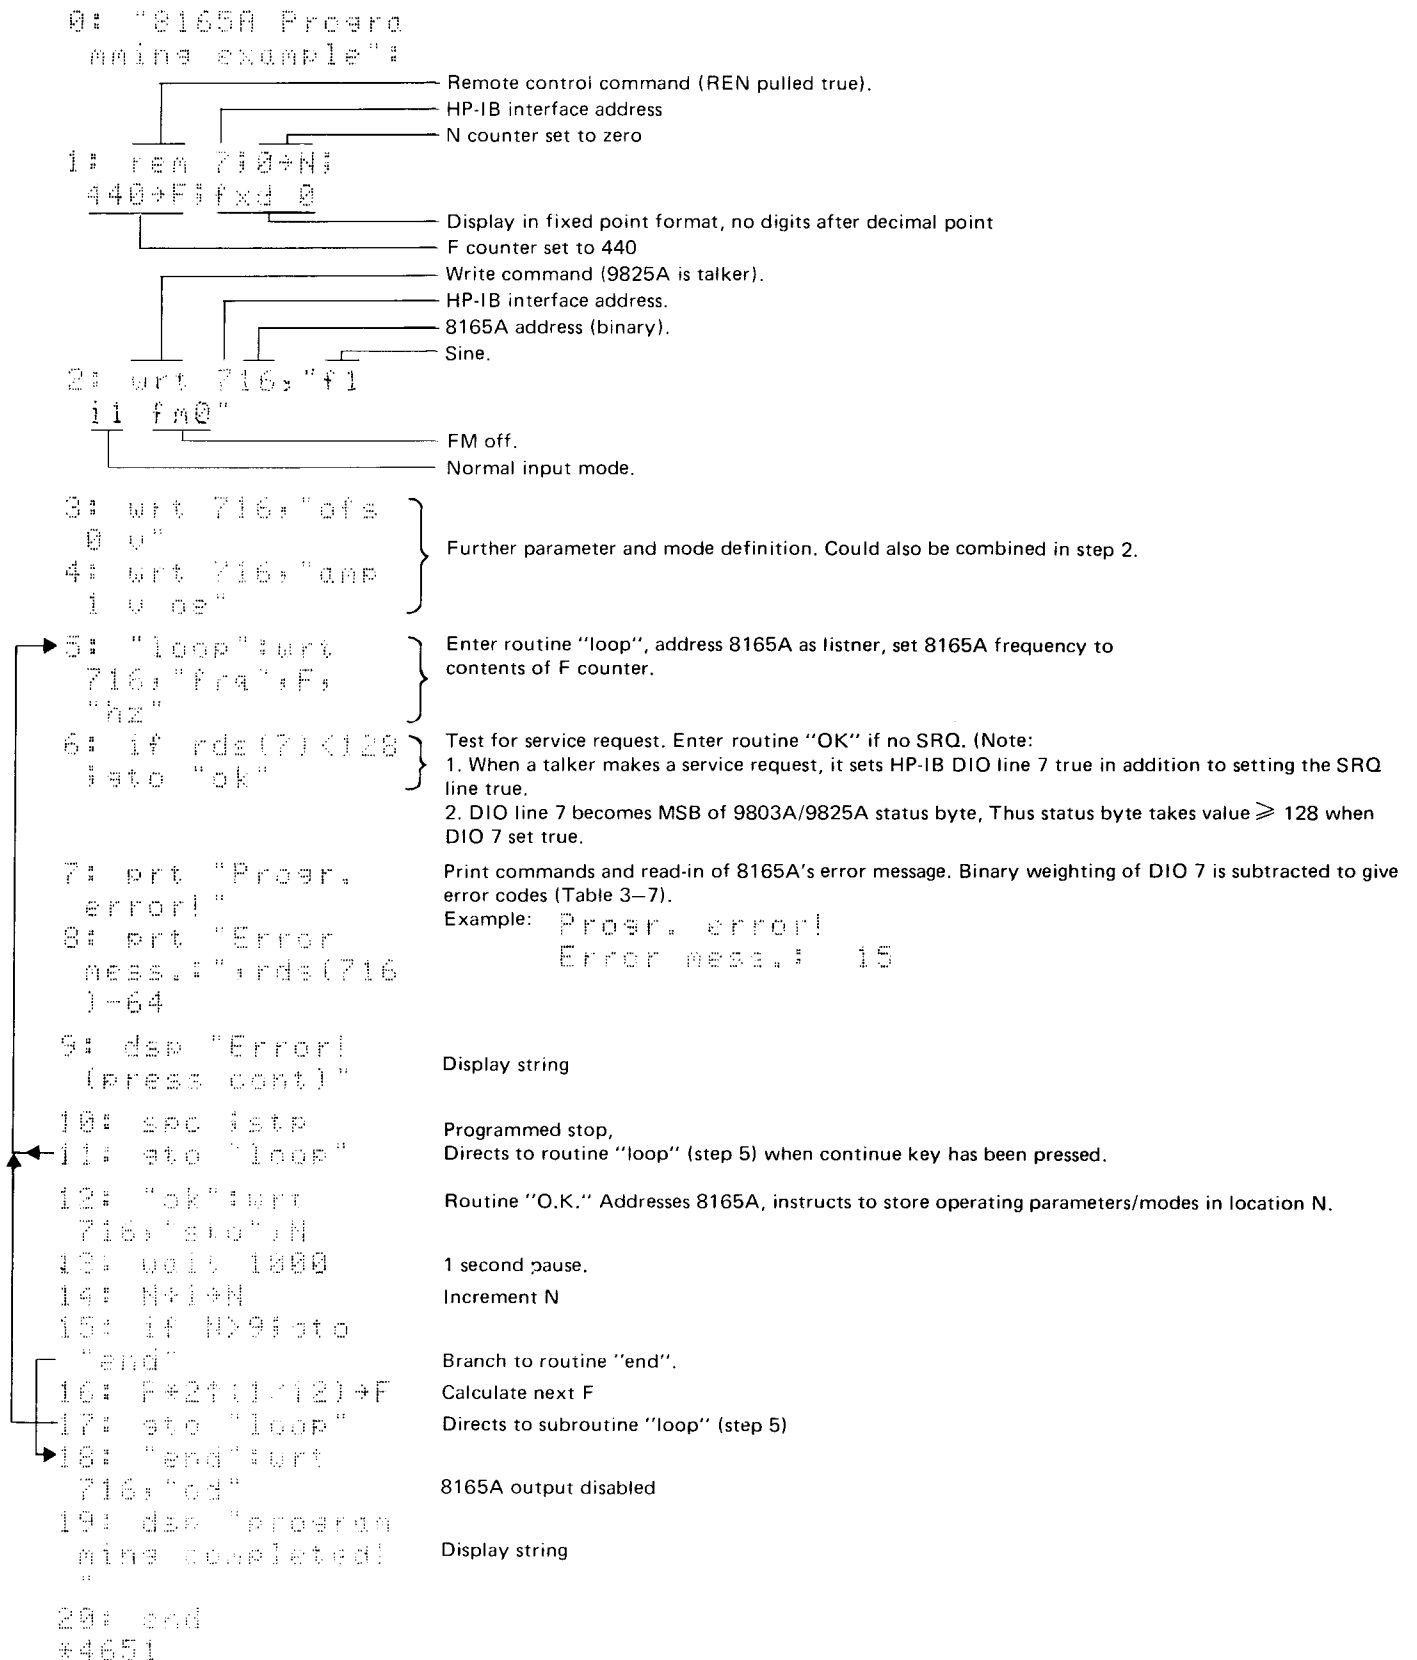 0: "8165A Progra
mming example":
Remote control command (REN pulled true).
HP-IB interface address
N counter set to zero
1: rem 7;0→N;
440→F;fxd 0
Display in fixed point format, no digits after decimal point
F counter set to 440
Write command (9825A is talker).
HP-IB interface address.
8165A address (binary).
Sine.
2: wrt 716,"f1
i1 fm0"
FM off.
Normal input mode.
3: wrt 716,"ofs
0 v"
4: wrt 716,"amp
1 v oe"
Further parameter and mode definition. Could also be combined in step 2.
5: "loop":wrt
716,"frq",F,
"hz"
Enter routine "loop", address 8165A as listner, set 8165A frequency to
contents of F counter.
6: if rds(7)<128
;gto "ok"
Test for service request. Enter routine "OK" if no SRQ. (Note:
1. When a talker makes a service request, it sets HP-IB DIO line 7 true in addition to setting the SRQ
line true.
2. DIO line 7 becomes MSB of 9803A/9825A status byte, Thus status byte takes value ⩾ 128 when
DIO 7 set true.
7: prt "Progr.
error!"
8: prt "Error
mess.:",rds(716
)-64
Print commands and read-in of 8165A's error message. Binary weighting of DIO 7 is subtracted to give
error codes (Table 3–7).
Example: Progr. error!
Error mess.: 15
9: dsp "Error!
(press cont)"
Display string
10: spc ;stp
11: gto "loop"
Programmed stop,
Directs to routine "loop" (step 5) when continue key has been pressed.
12: "ok":wrt
716,"sto",N
Routine "O.K." Addresses 8165A, instructs to store operating parameters/modes in location N.
13: wait 1000
1 second pause.
14: N+1→N
Increment N
15: if N>9;gto
"end"
Branch to routine "end".
16: F*2↑(1/12)→F
Calculate next F
17: gto "loop"
Directs to subroutine "loop" (step 5)
18: "end":wrt
716,"od"
8165A output disabled
19: dsp "program
ming completed!
"
Display string
20: end
*4651